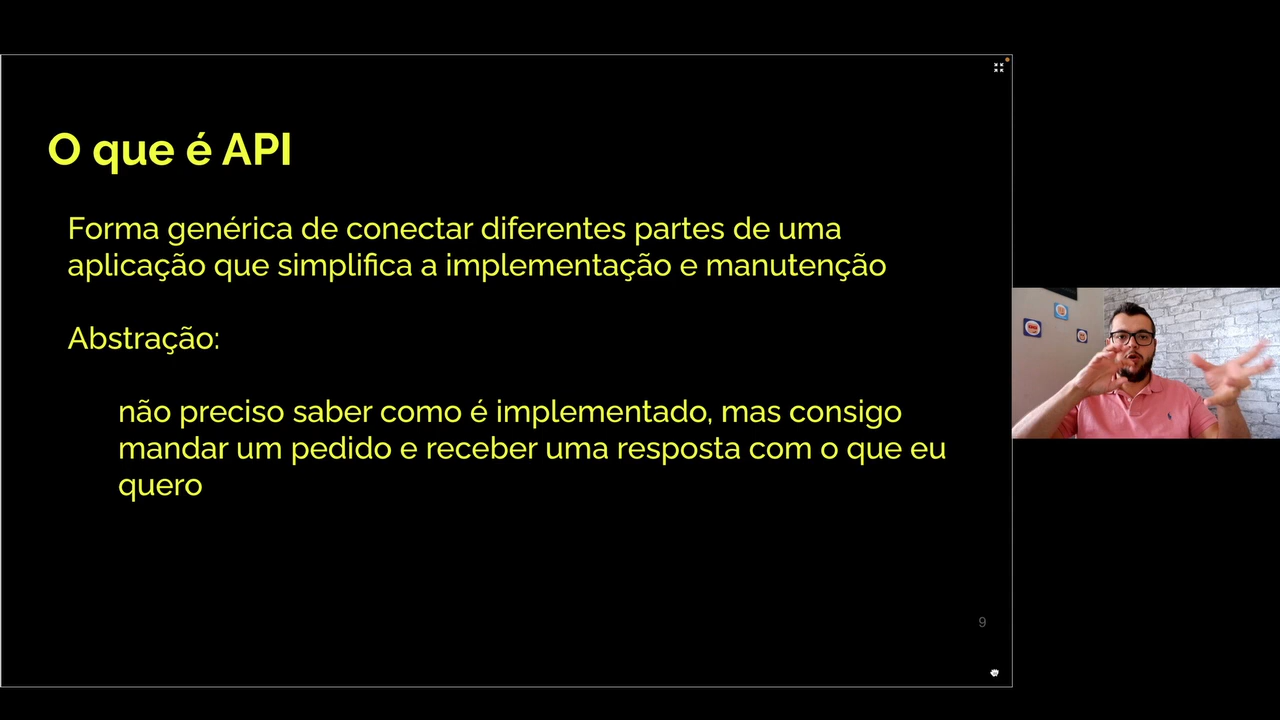 O que é API
Forma genérica de conectar diferentes partes de uma
aplicação que simplifica a implementação e manutenção
Abstração:
não preciso saber como é implementado, mas consigo
mandar um pedido e receber uma resposta com o que eu
quero
9